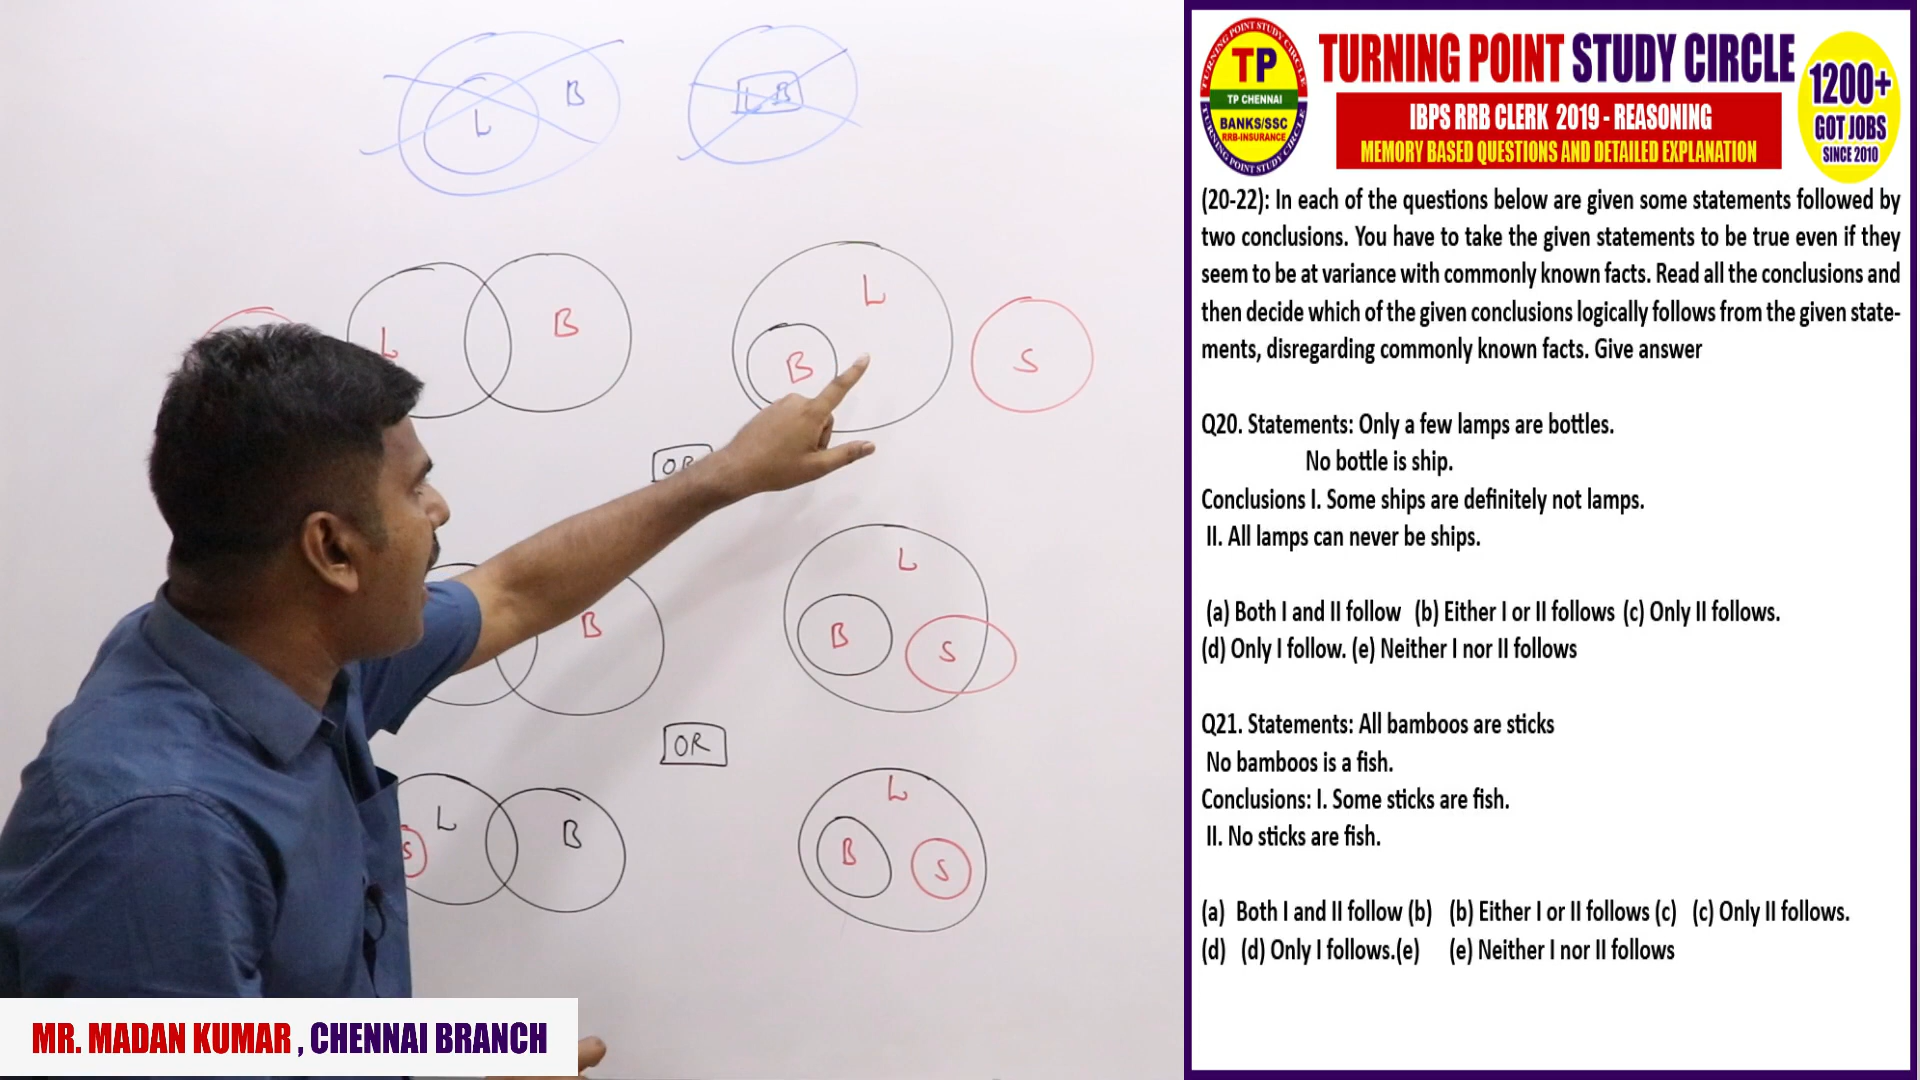 B
L
L B
L
B
L
B
S
OR
B
L
B
S
OR
L
B
S
L
B
S
MR. MADAN KUMAR , CHENNAI BRANCH
TURNING POINT STUDY CIRCLE
TP
TP CHENNAI
BANKS/SSC
RRB-INSURANCE
TURNING POINT STUDY CIRCLE
IBPS RRB CLERK 2019 - REASONING
MEMORY BASED QUESTIONS AND DETAILED EXPLANATION
1200+
GOT JOBS
SINCE 2010
(20-22): In each of the questions below are given some statements followed by
two conclusions. You have to take the given statements to be true even if they
seem to be at variance with commonly known facts. Read all the conclusions and
then decide which of the given conclusions logically follows from the given state-
ments, disregarding commonly known facts. Give answer
Q20. Statements: Only a few lamps are bottles.
No bottle is ship.
Conclusions I. Some ships are definitely not lamps.
II. All lamps can never be ships.
(a) Both I and II follow (b) Either I or II follows (c) Only II follows.
(d) Only I follow. (e) Neither I nor II follows
Q21. Statements: All bamboos are sticks
No bamboos is a fish.
Conclusions: I. Some sticks are fish.
II. No sticks are fish.
(a) Both I and II follow (b) (b) Either I or II follows (c) (c) Only II follows.
(d) (d) Only I follows.(e) (e) Neither I nor II follows